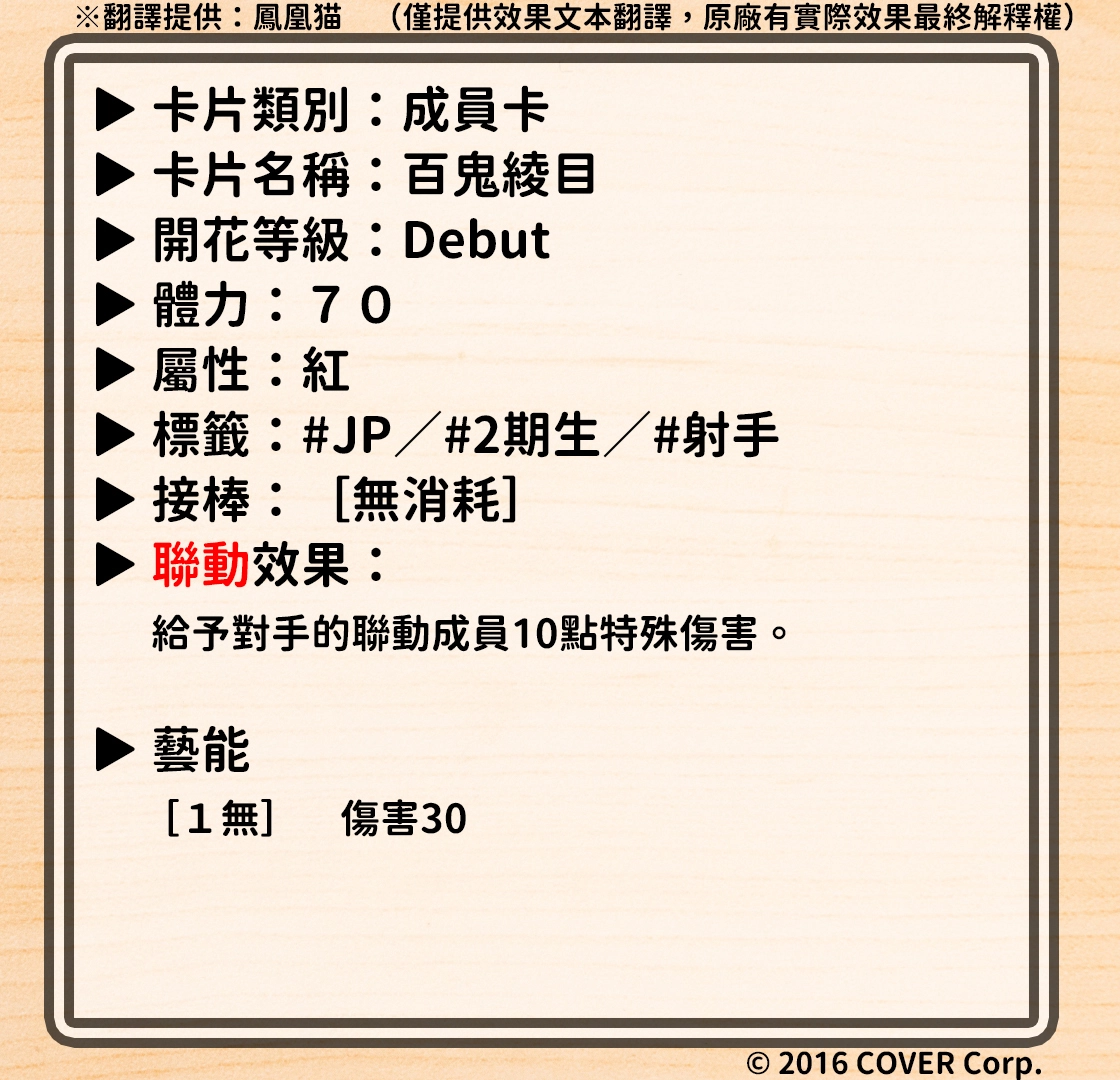 ※翻譯提供：鳳凰猫　（僅提供效果文本翻譯，原廠有實際效果最終解釋權）
▶ 卡片類別：成員卡
▶ 卡片名稱：百鬼綾目
▶ 開花等級：Debut
▶ 體力：７０
▶ 屬性：紅
▶ 標籤：#JP／#2期生／#射手
▶ 接棒：［無消耗］
▶ 聯動效果：
給予對手的聯動成員10點特殊傷害。
▶ 藝能
［１無］　傷害30
© 2016 COVER Corp.